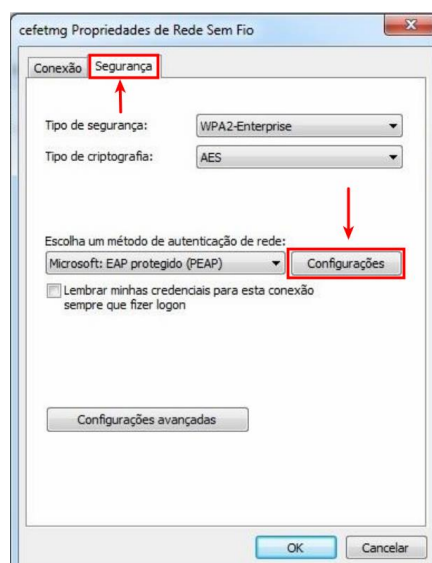 cefetmg Propriedades de Rede Sem Fio
Conexão Segurança
Tipo de segurança: WPA2-Enterprise
Tipo de criptografia: AES
Escolha um método de autenticação de rede:
Microsoft: EAP protegido (PEAP) Configurações
Lembrar minhas credenciais para esta conexão
sempre que fizer logon
Configurações avançadas
OK Cancelar